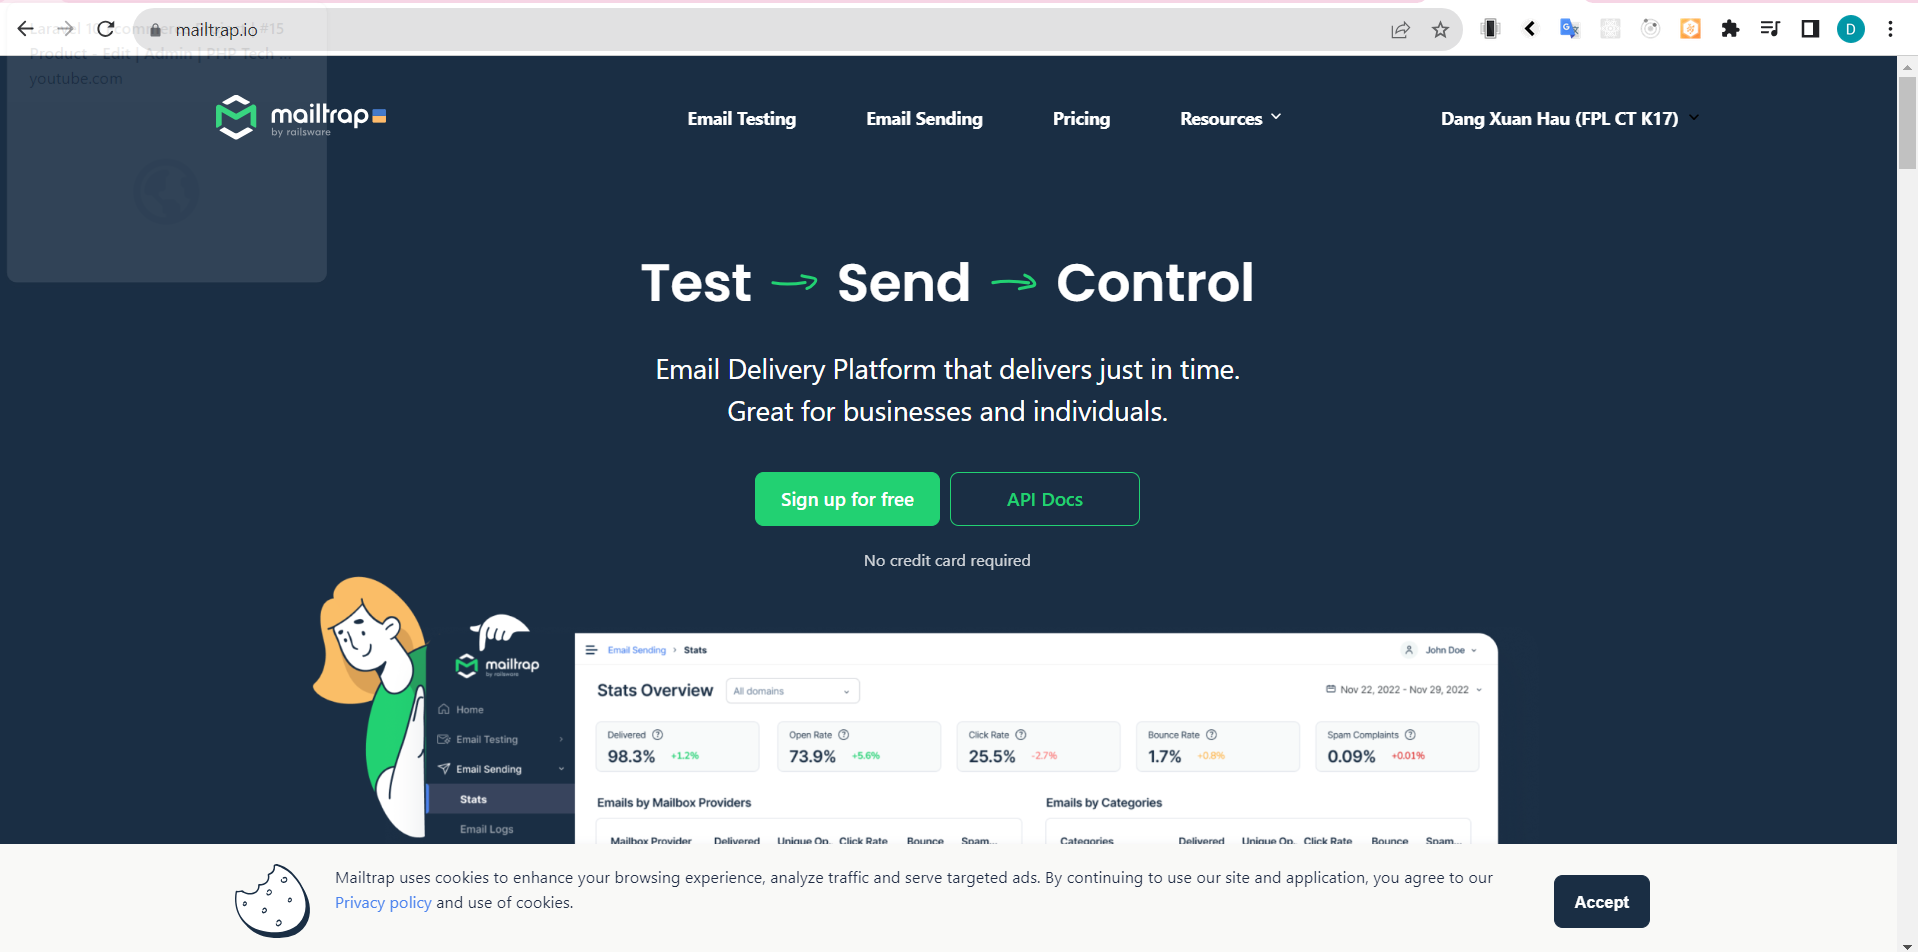 mailtrap.io
Product - Edit | Admin | PHP Tech ...
youtube.com
mailtrap
by railsware
Email Testing
Email Sending
Pricing
Resources
Dang Xuan Hau (FPL CT K17)
D
Test
Send
Control
Email Delivery Platform that delivers just in time.
Great for businesses and individuals.
Sign up for free
API Docs
No credit card required
mailtrap
by railsware
Home
Email Testing
Email Sending
Stats
Email Logs
Email Sending > Stats
John Doe
Stats Overview
All domains
Nov 22, 2022 - Nov 29, 2022
Delivered
98.3% +1.2%
Open Rate
73.9% +5.6%
Click Rate
25.5% -2.7%
Bounce Rate
1.7% +0.8%
Spam Complaints
0.09% +0.01%
Emails by Mailbox Providers
Mailbox Provider Delivered Unique Op. Click Rate Bounce Spam...
Emails by Categories
Categories Delivered Unique Op. Click Rate Bounce Spam...
Mailtrap uses cookies to enhance your browsing experience, analyze traffic and serve targeted ads. By continuing to use our site and application, you agree to our
Privacy policy and use of cookies.
Accept